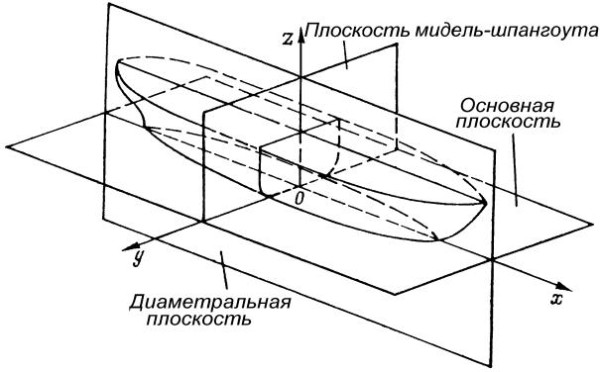 z
Плоскость мидель-шпангоута
Основная
плоскость
0
y
x
Диаметральная
плоскость